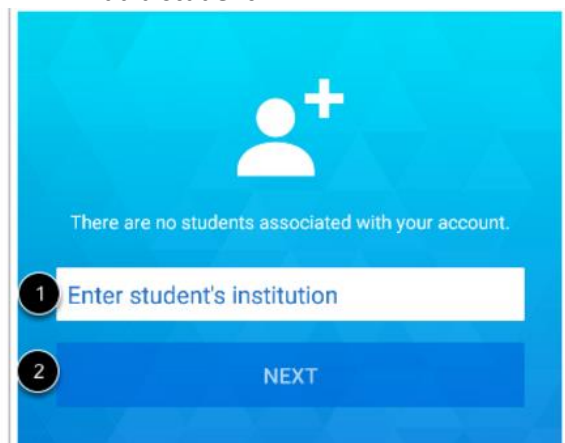 There are no students associated with your account.
1 Enter student's institution
2 NEXT